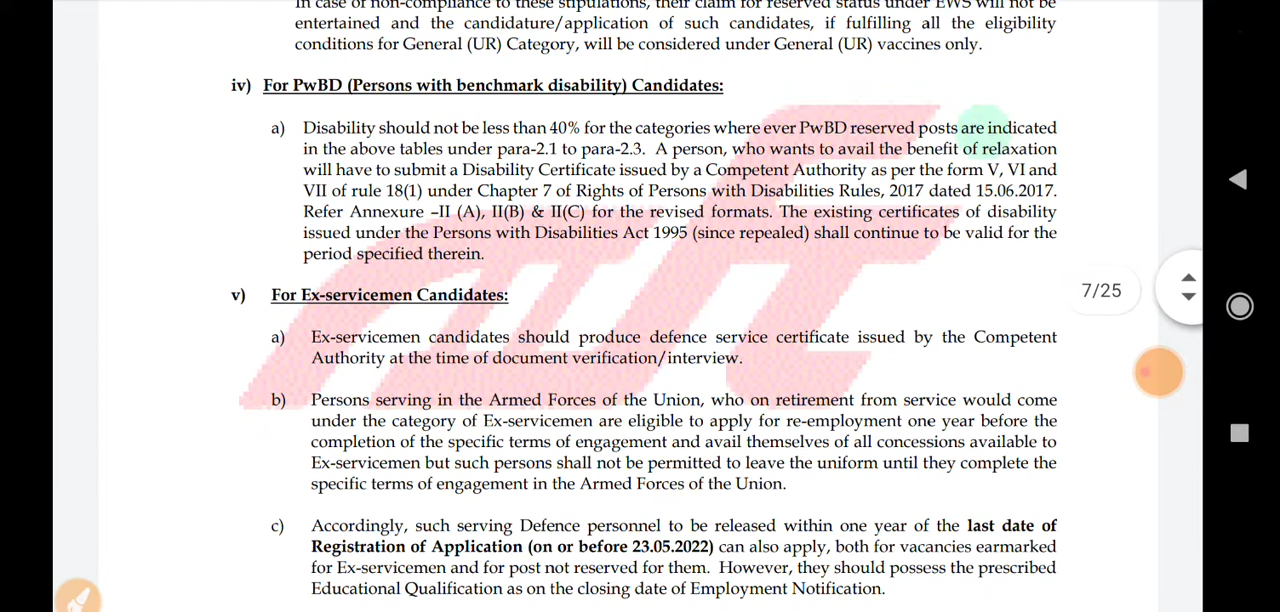 In case of non-compliance to these stipulations, their claim for reserved status under EWS will not be
entertained and the candidature/application of such candidates, if fulfilling all the eligibility
conditions for General (UR) Category, will be considered under General (UR) vaccines only.
iv) For PwBD (Persons with benchmark disability) Candidates:
a) Disability should not be less than 40% for the categories where ever PwBD reserved posts are indicated
in the above tables under para-2.1 to para-2.3. A person, who wants to avail the benefit of relaxation
will have to submit a Disability Certificate issued by a Competent Authority as per the form V, VI and
VII of rule 18(1) under Chapter 7 of Rights of Persons with Disabilities Rules, 2017 dated 15.06.2017.
Refer Annexure –II (A), II(B) & II(C) for the revised formats. The existing certificates of disability
issued under the Persons with Disabilities Act 1995 (since repealed) shall continue to be valid for the
period specified therein.
7/25
v) For Ex-servicemen Candidates:
a) Ex-servicemen candidates should produce defence service certificate issued by the Competent
Authority at the time of document verification/interview.
b) Persons serving in the Armed Forces of the Union, who on retirement from service would come
under the category of Ex-servicemen are eligible to apply for re-employment one year before the
completion of the specific terms of engagement and avail themselves of all concessions available to
Ex-servicemen but such persons shall not be permitted to leave the uniform until they complete the
specific terms of engagement in the Armed Forces of the Union.
c) Accordingly, such serving Defence personnel to be released within one year of the last date of
Registration of Application (on or before 23.05.2022) can also apply, both for vacancies earmarked
for Ex-servicemen and for post not reserved for them. However, they should possess the prescribed
Educational Qualification as on the closing date of Employment Notification.